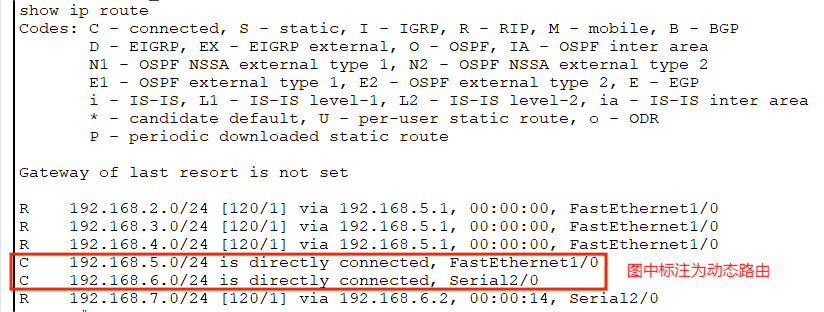 show ip route
Codes: C - connected, S - static, I - IGRP, R - RIP, M - mobile, B - BGP
D - EIGRP, EX - EIGRP external, O - OSPF, IA - OSPF inter area
N1 - OSPF NSSA external type 1, N2 - OSPF NSSA external type 2
E1 - OSPF external type 1, E2 - OSPF external type 2, E - EGP
i - IS-IS, L1 - IS-IS level-1, L2 - IS-IS level-2, ia - IS-IS inter area
* - candidate default, U - per-user static route, o - ODR
P - periodic downloaded static route
Gateway of last resort is not set
R 192.168.2.0/24 [120/1] via 192.168.5.1, 00:00:00, FastEthernet1/0
R 192.168.3.0/24 [120/1] via 192.168.5.1, 00:00:00, FastEthernet1/0
R 192.168.4.0/24 [120/1] via 192.168.5.1, 00:00:00, FastEthernet1/0
C 192.168.5.0/24 is directly connected, FastEthernet1/0
C 192.168.6.0/24 is directly connected, Serial2/0
图中标注为动态路由
R 192.168.7.0/24 [120/1] via 192.168.6.2, 00:00:14, Serial2/0